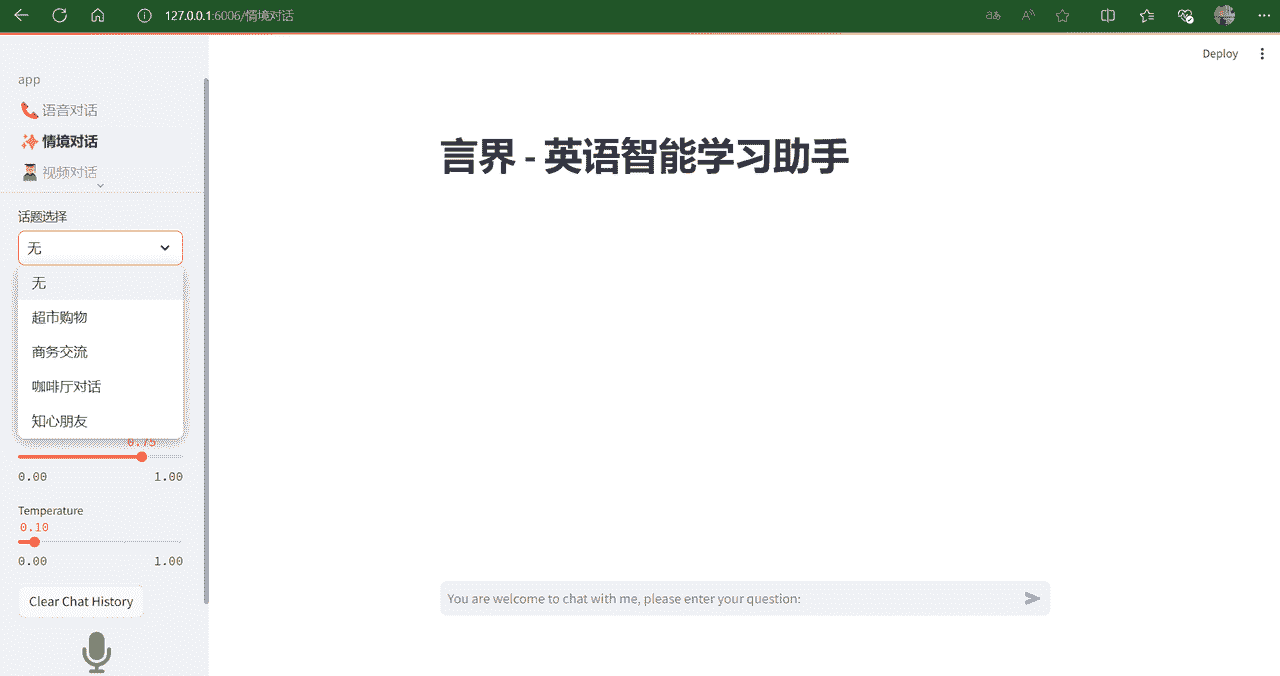 127.0.0.1:6006/情境对话
Deploy
app
语音对话
情境对话
视频对话
话题选择
无
无
超市购物
商务交流
咖啡厅对话
知心朋友
0.75
0.00 1.00
Temperature
0.10
0.00 1.00
Clear Chat History
言界 - 英语智能学习助手
You are welcome to chat with me, please enter your question: